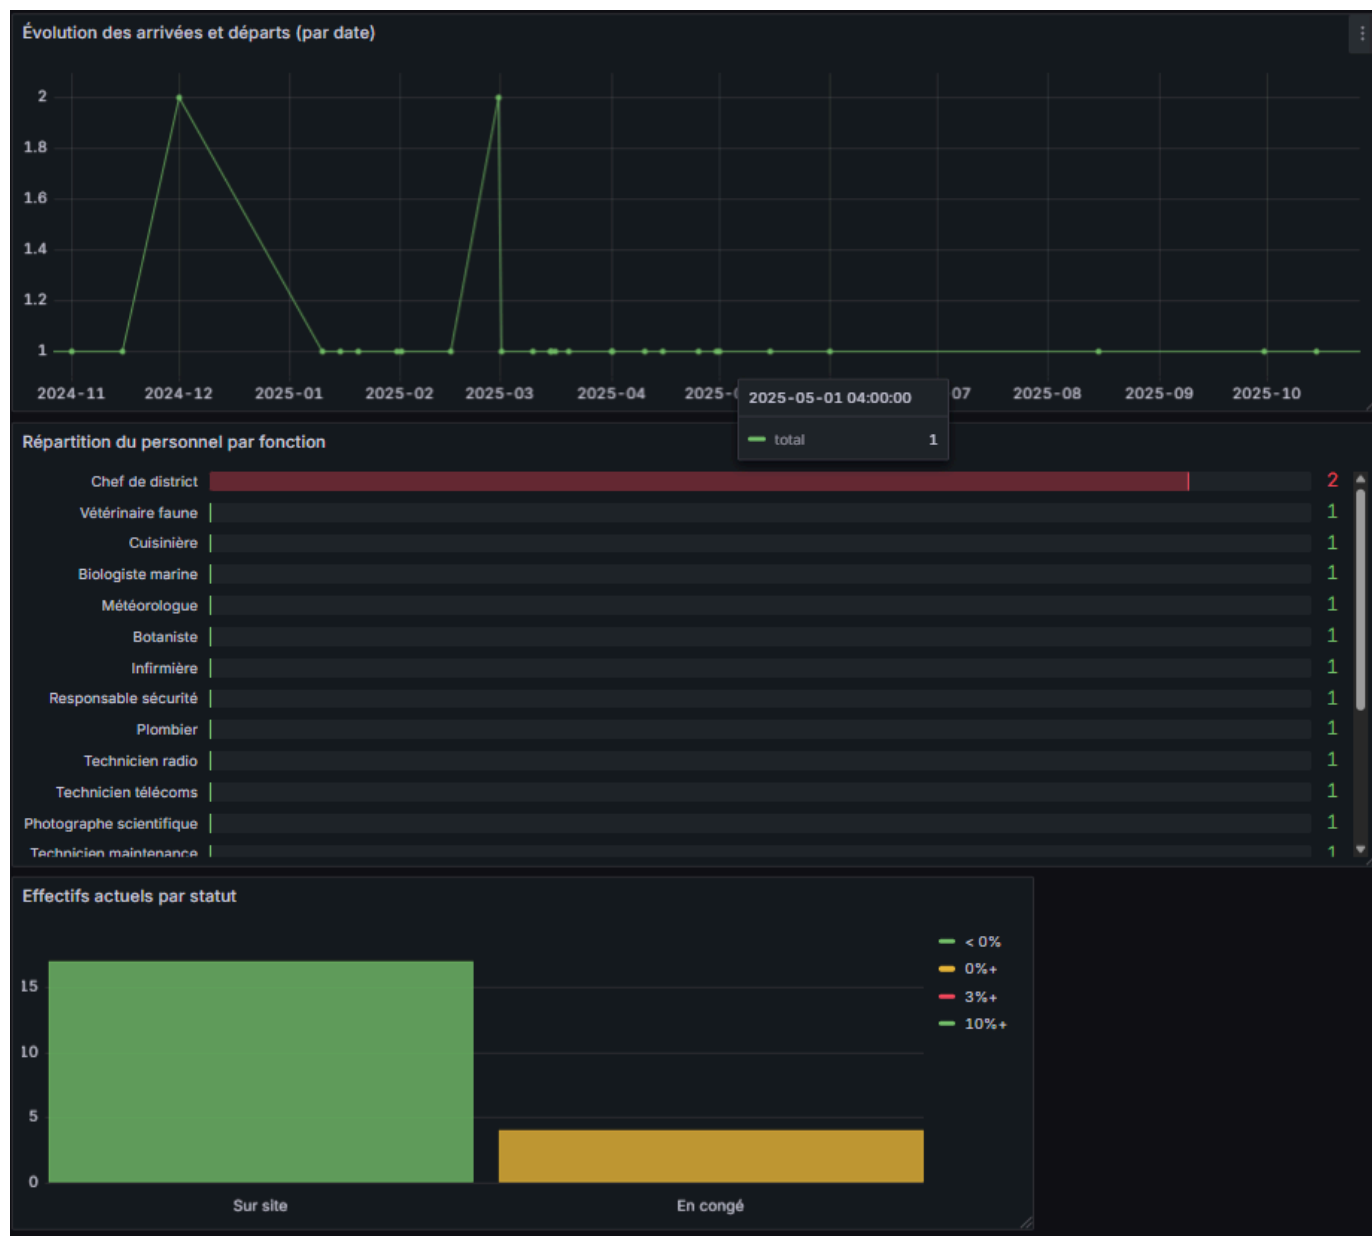 Évolution des arrivées et départs (par date)
2
1.8
1.6
1.4
1.2
1
2024-11 2024-12 2025-01 2025-02 2025-03 2025-04 2025-0 07 2025-08 2025-09 2025-10
2025-05-01 04:00:00
total 1
Répartition du personnel par fonction
Chef de district 2
Vétérinaire faune 1
Cuisinière 1
Biologiste marine 1
Météorologue 1
Botaniste 1
Infirmière 1
Responsable sécurité 1
Plombier 1
Technicien radio 1
Technicien télécoms 1
Photographe scientifique 1
Technicien maintenance 1
Effectifs actuels par statut
< 0%
0%+
3%+
10%+
15
10
5
0
Sur site En congé